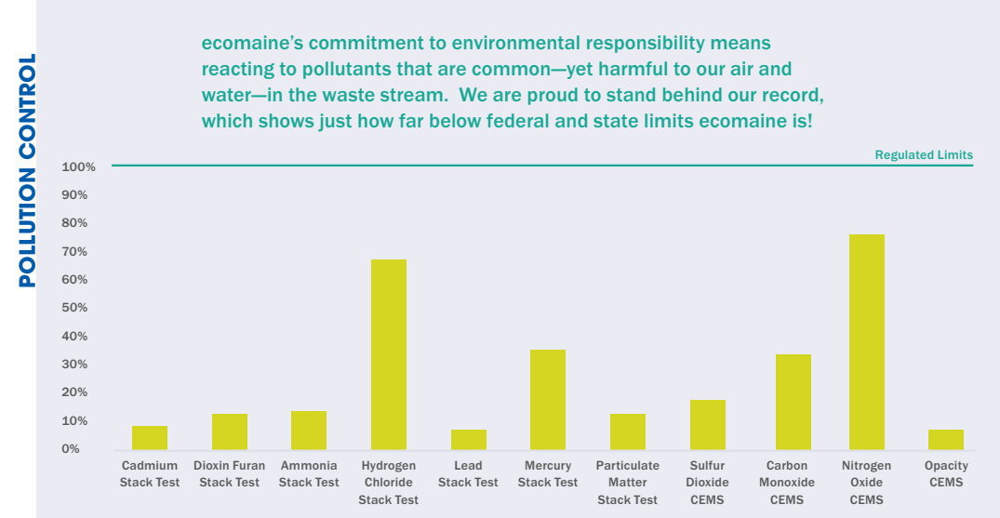 POLLUTION CONTROL
ecomaine’s commitment to environmental responsibility means
reacting to pollutants that are common—yet harmful to our air and
water—in the waste stream.  We are proud to stand behind our record,
which shows just how far below federal and state limits ecomaine is!
Regulated Limits
100%
90%
80%
70%
60%
50%
40%
30%
20%
10%
0%
Cadmium
Stack Test
Dioxin Furan
Stack Test
Ammonia
Stack Test
Hydrogen
Chloride
Stack Test
Lead
Stack Test
Mercury
Stack Test
Particulate
Matter
Stack Test
Sulfur
Dioxide
CEMS
Carbon
Monoxide
CEMS
Nitrogen
Oxide
CEMS
Opacity
CEMS